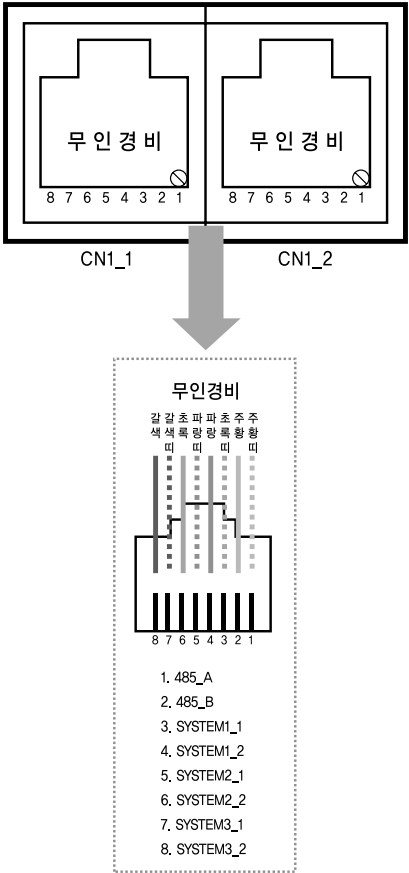 무인경비 무인경비
8 7 6 5 4 3 2 1 8 7 6 5 4 3 2 1
CN1_1 CN1_2
무인경비
갈색 갈색띠 초록 파랑띠 파랑 초록띠 주황 주황띠
8 7 6 5 4 3 2 1
1. 485_A
2. 485_B
3. SYSTEM1_1
4. SYSTEM1_2
5. SYSTEM2_1
6. SYSTEM2_2
7. SYSTEM3_1
8. SYSTEM3_2